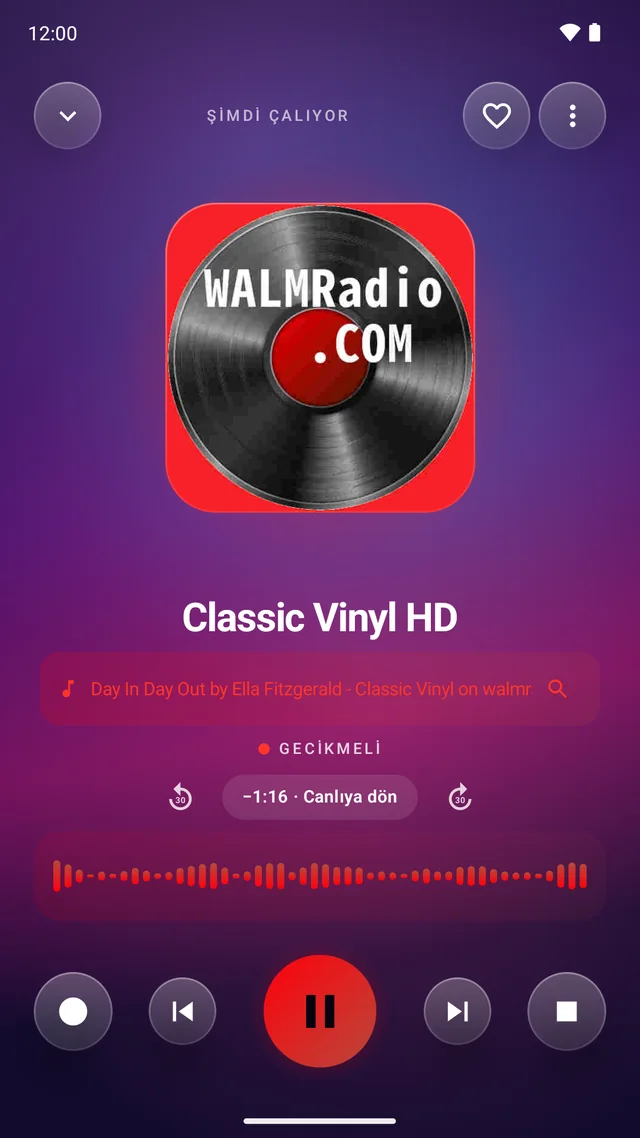 12:00
ŞİMDİ ÇALIYOR
WALMRadio
.COM
Classic Vinyl HD
Day In Day Out by Ella Fitzgerald - Classic Vinyl on walmr
GECİKMELİ
30
−1:16 · Canlıya dön
30